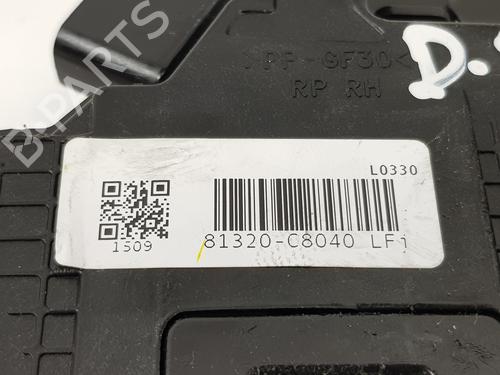 >PP-GF30<
RP RH
L0330
1509
81320-C8040 LF
B-PARTS